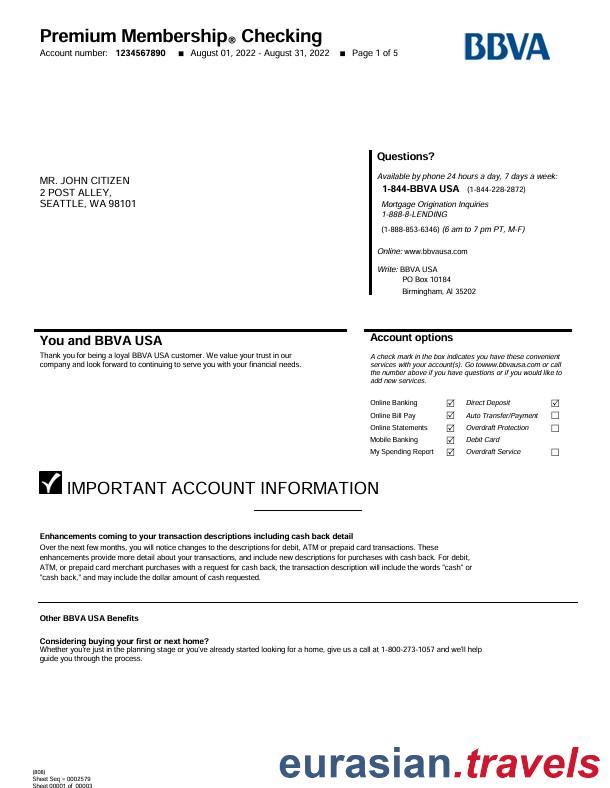 Premium Membership® Checking
Account number: 1234567890 ■ August 01, 2022 - August 31, 2022 ■ Page 1 of 5
BBVA
MR. JOHN CITIZEN
2 POST ALLEY,
SEATTLE, WA 98101
Questions?
Available by phone 24 hours a day, 7 days a week:
1-844-BBVA USA (1-844-228-2872)
Mortgage Origination Inquiries
1-888-8-LENDING
(1-888-853-6346) (6 am to 7 pm PT, M-F)
Online: www.bbvausa.com
Write: BBVA USA
PO Box 10184
Birmingham, Al 35202
You and BBVA USA
Thank you for being a loyal BBVA USA customer. We value your trust in our
company and look forward to continuing to serve you with your financial needs.
Account options
A check mark in the box indicates you have these convenient
services with your account(s). Go towww.bbvausa.com or call
the number above if you have questions or if you would like to
add new services.
Online Banking ☑ Direct Deposit ☑
Online Bill Pay ☑ Auto Transfer/Payment ☐
Online Statements ☑ Overdraft Protection ☐
Mobile Banking ☑ Debit Card
My Spending Report ☑ Overdraft Service ☐
IMPORTANT ACCOUNT INFORMATION
Enhancements coming to your transaction descriptions including cash back detail
Over the next few months, you will notice changes to the descriptions for debit, ATM or prepaid card transactions. These
enhancements provide more detail about your transactions, and include new descriptions for purchases with cash back. For debit,
ATM, or prepaid card merchant purchases with a request for cash back, the transaction description will include the words "cash" or
"cash back," and may include the dollar amount of cash requested.
Other BBVA USA Benefits
Considering buying your first or next home?
Whether you're just in the planning stage or you've already started looking for a home, give us a call at 1-800-273-1057 and we'll help
guide you through the process.
(808)
Sheet Seq = 0002579
Sheet 00001 of 00003
eurasian.travels